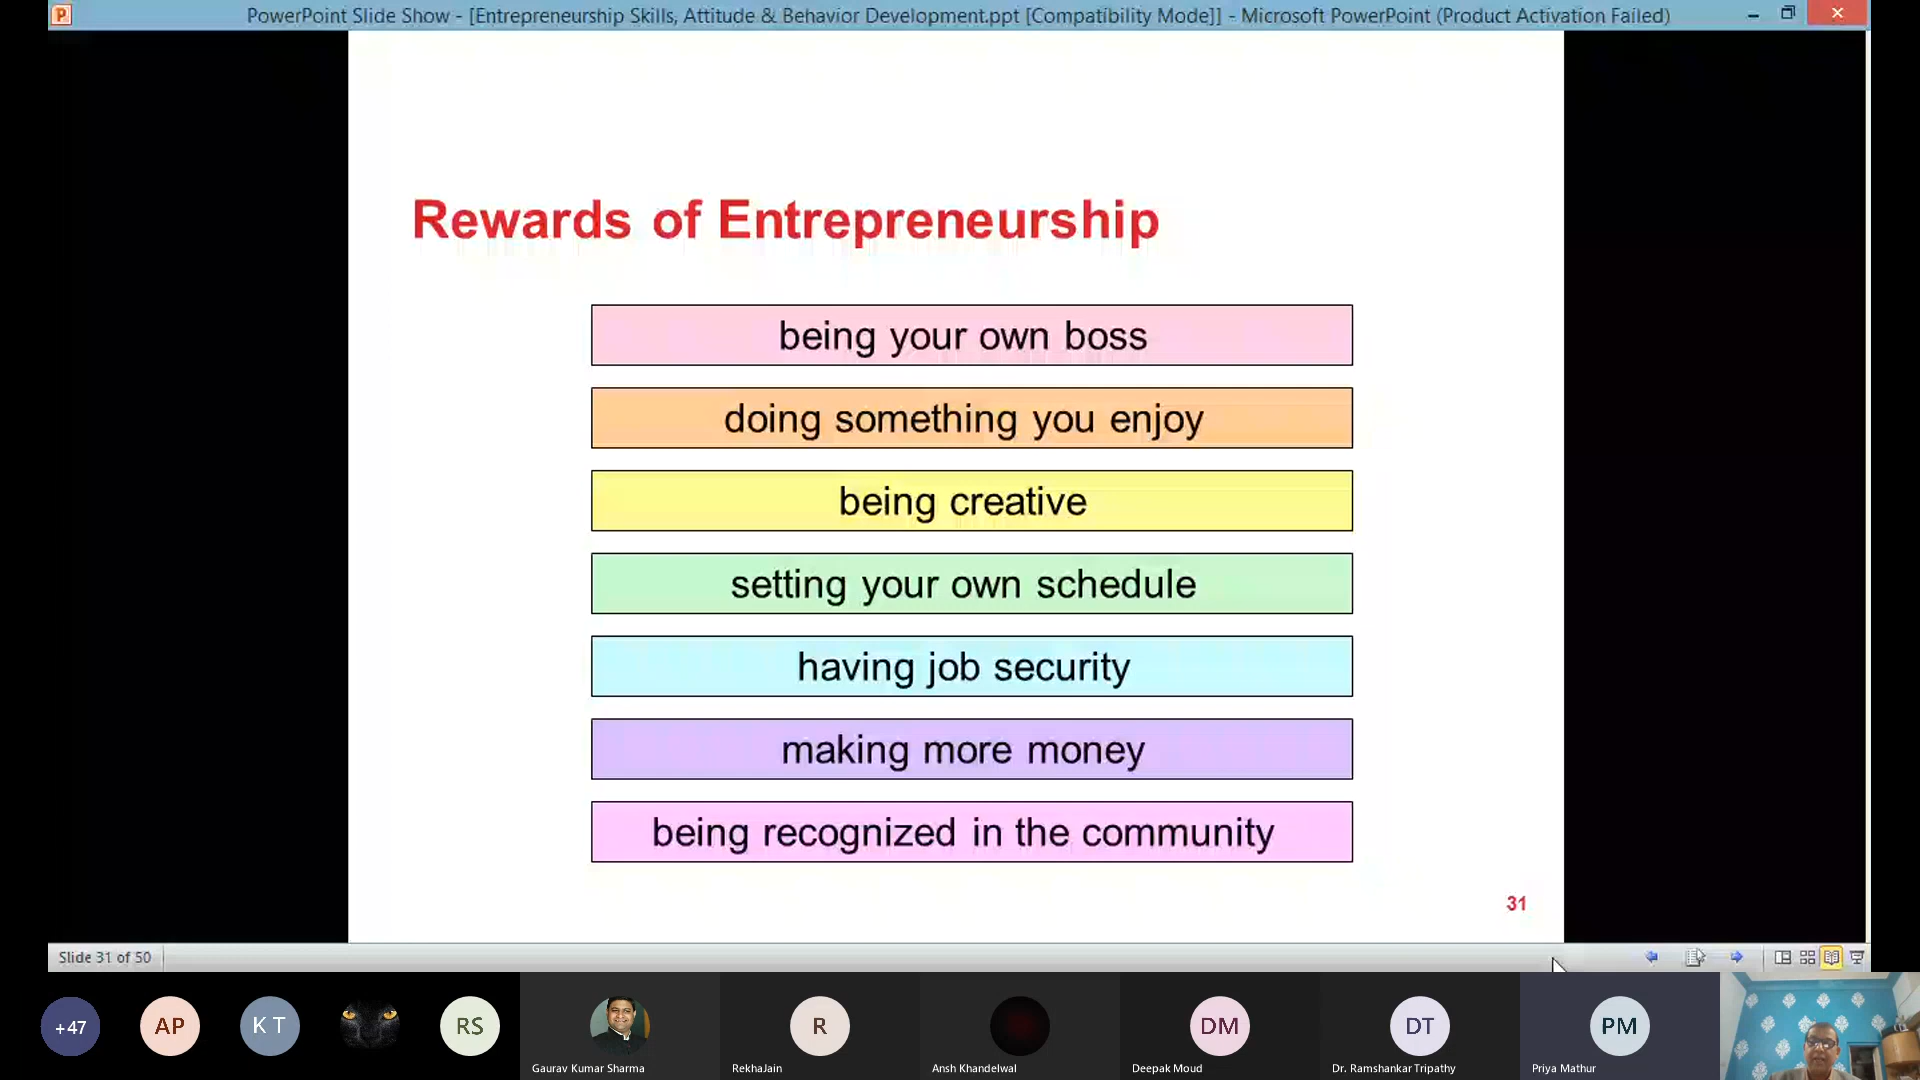 PowerPoint Slide Show - [Entrepreneurship Skills, Attitude & Behavior Development.ppt [Compatibility Mode]] - Microsoft PowerPoint (Product Activation Failed)
Rewards of Entrepreneurship
being your own boss
doing something you enjoy
being creative
setting your own schedule
having job security
making more money
being recognized in the community
31
Slide 31 of 50
+47
AP
K T
RS
Gaurav Kumar Sharma
R
RekhaJain
Ansh Khandelwal
DM
Deepak Moud
DT
Dr. Ramshankar Tripathy
PM
Priya Mathur